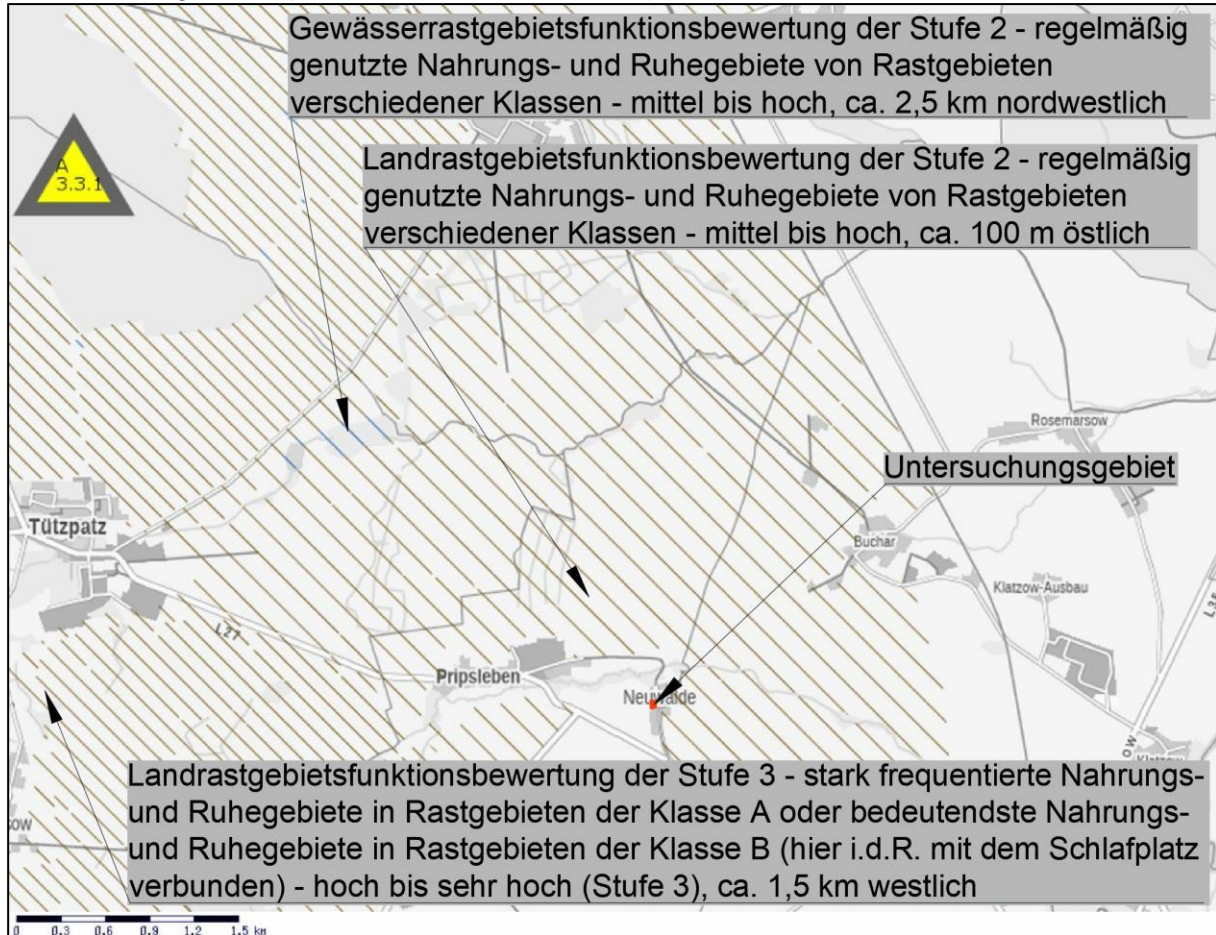 Gewässerrastgebietsfunktionsbewertung der Stufe 2 - regelmäßig
genutzte Nahrungs- und Ruhegebiete von Rastgebieten
verschiedener Klassen - mittel bis hoch, ca. 2,5 km nordwestlich
A
3.3.1
Landrastgebietsfunktionsbewertung der Stufe 2 - regelmäßig
genutzte Nahrungs- und Ruhegebiete von Rastgebieten
verschiedener Klassen - mittel bis hoch, ca. 100 m östlich
Rosemarsow
Untersuchungsgebiet
Tützpatz
Buchar
Klatzow-Ausbau
L35
L27
Pripsleben
Neuwalde
Klatzow
Landrastgebietsfunktionsbewertung der Stufe 3 - stark frequentierte Nahrungs-
und Ruhegebiete in Rastgebieten der Klasse A oder bedeutendste Nahrungs-
und Ruhegebiete in Rastgebieten der Klasse B (hier i.d.R. mit dem Schlafplatz
verbunden) - hoch bis sehr hoch (Stufe 3), ca. 1,5 km westlich
0 0.3 0.6 0.9 1.2 1.5 km